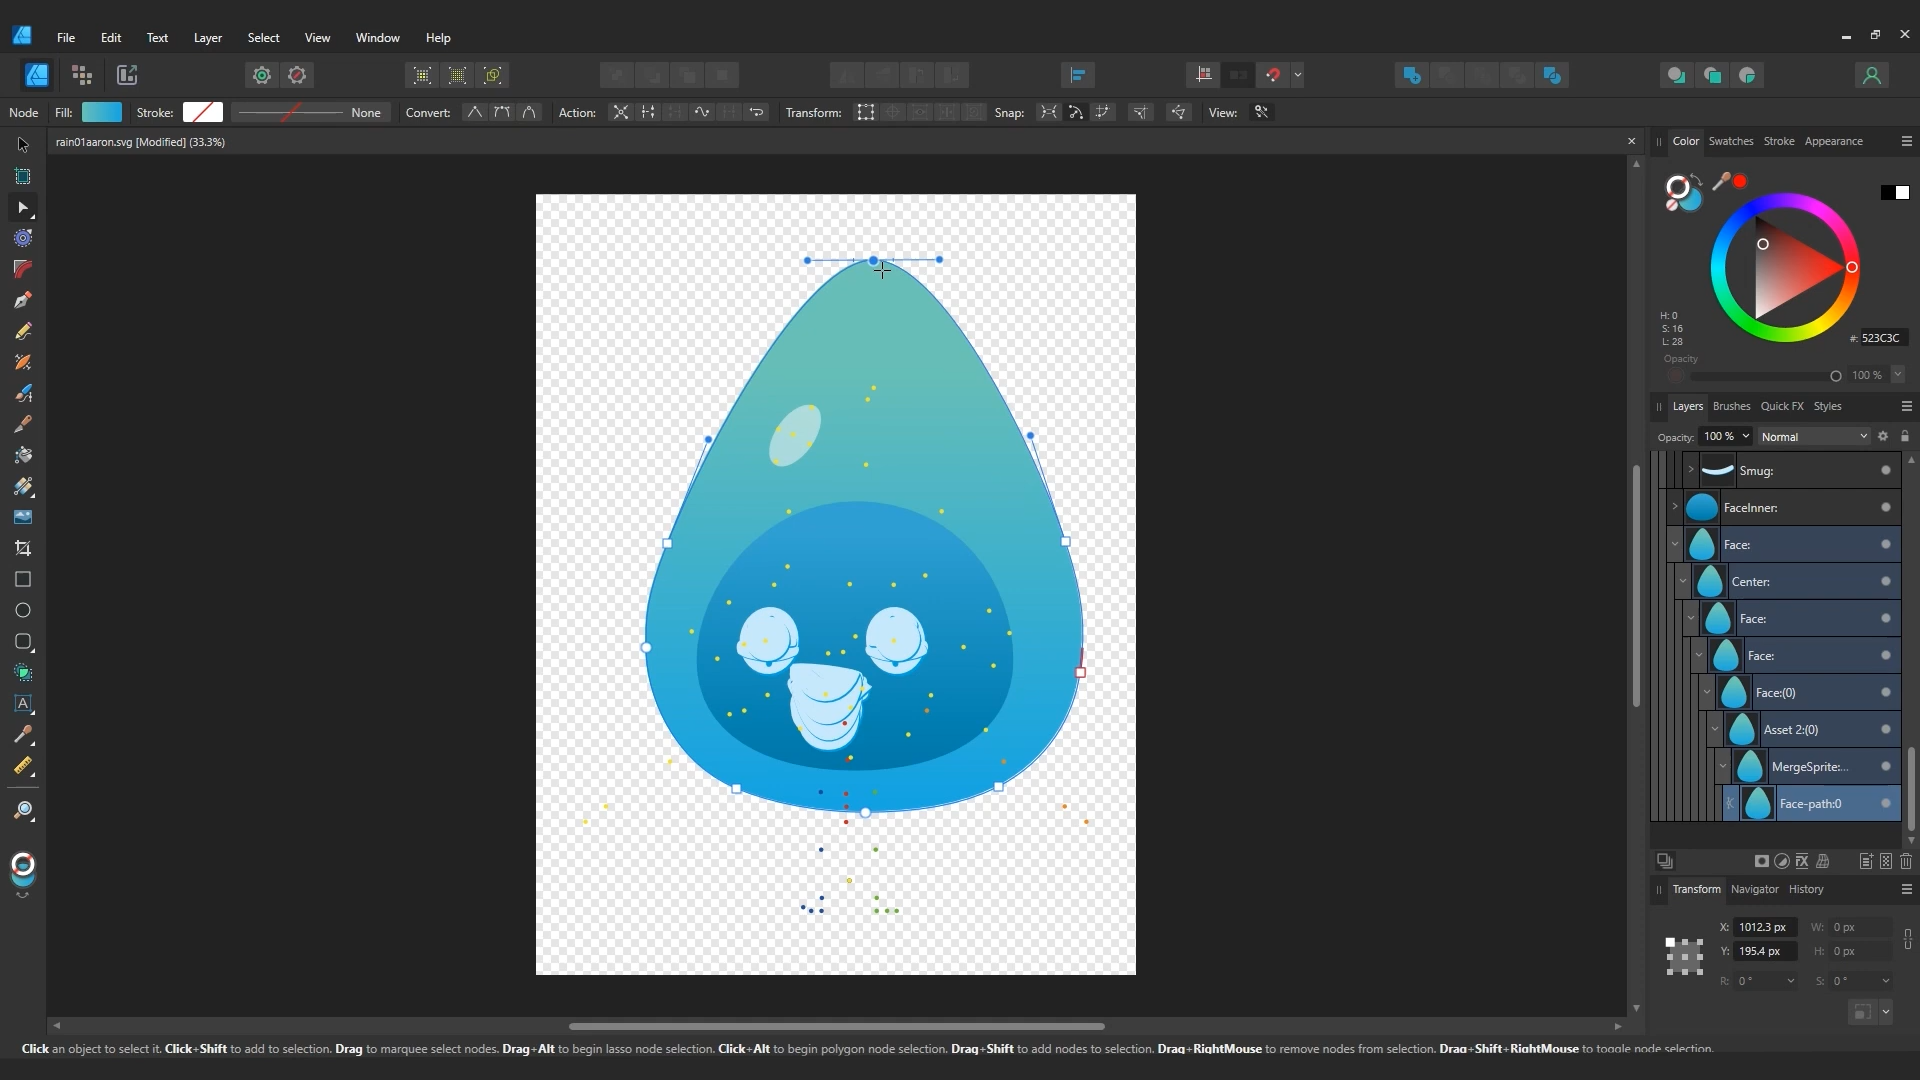 File Edit Text Layer Select View Window Help
Node Fill: Stroke: None Convert: Action: Transform: Snap: View:
rain01aaron.svg [Modified] (33.3%)
Color Swatches Stroke Appearance
H: 0
S: 16
L: 28
#: 523C3C
Opacity
100 %
Layers Brushes Quick FX Styles
Opacity: 100 % Normal
Smug:
FaceInner:
Face:
Center:
Face:
Face:
Face:(0)
Asset 2:(0)
MergeSprite:...
Face-path:0
Transform Navigator History
X: 1012.3 px W: 0 px
Y: 195.4 px H: 0 px
R: 0 ° S: 0 °
Click an object to select it. Click+Shift to add to selection. Drag to marquee select nodes. Drag+Alt to begin lasso node selection. Click+Alt to begin polygon node selection. Drag+Shift to add nodes to selection. Drag+RightMouse to remove nodes from selection. Drag+Shift+RightMouse to toggle node selection.